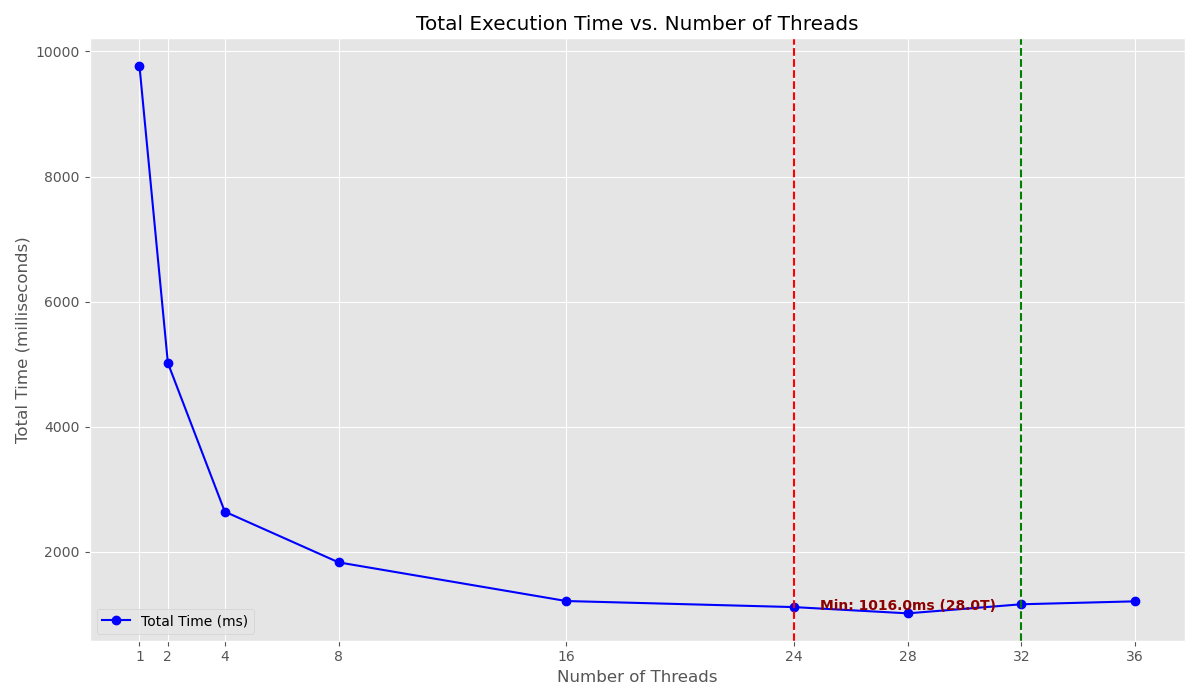 Total Execution Time vs. Number of Threads
Total Time (milliseconds)
10000
8000
6000
4000
2000
Min: 1016.0ms (28.0T)
Total Time (ms)
1 2 4 8 16 24 28 32 36
Number of Threads